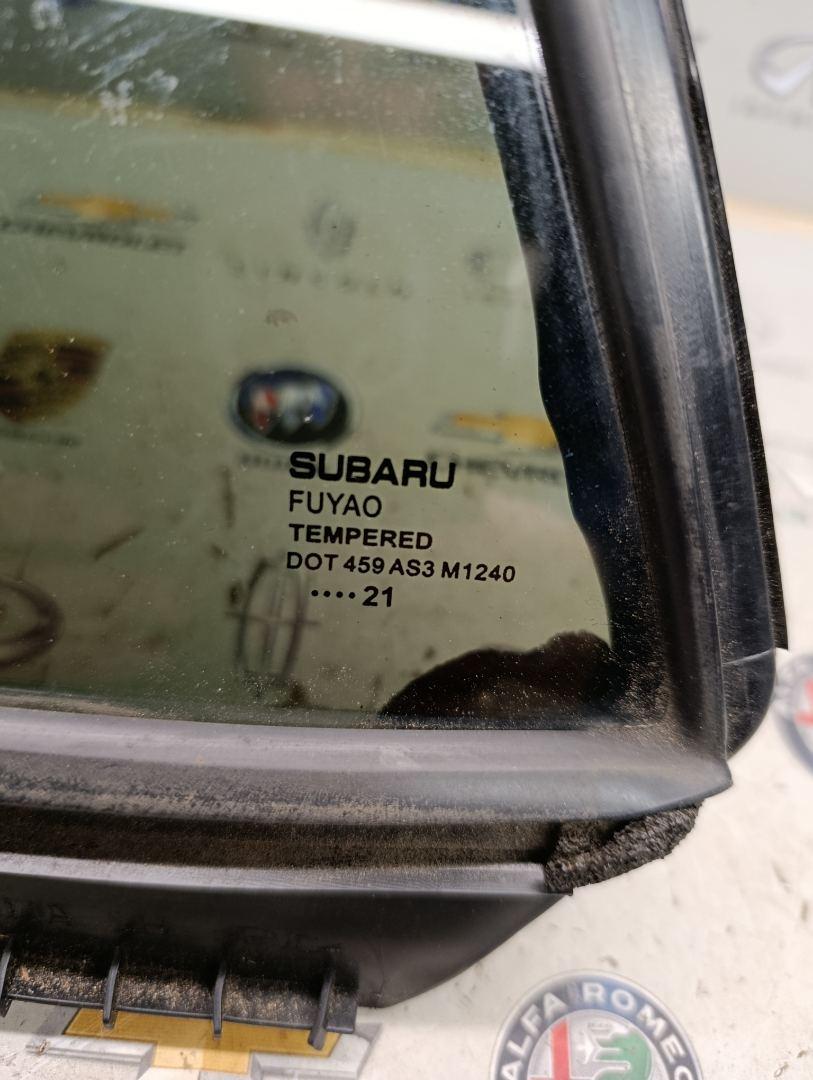 SUBARU
FUYAO
TEMPERED
DOT 459 AS3 M1240
•••• 21
ALFA ROMEO